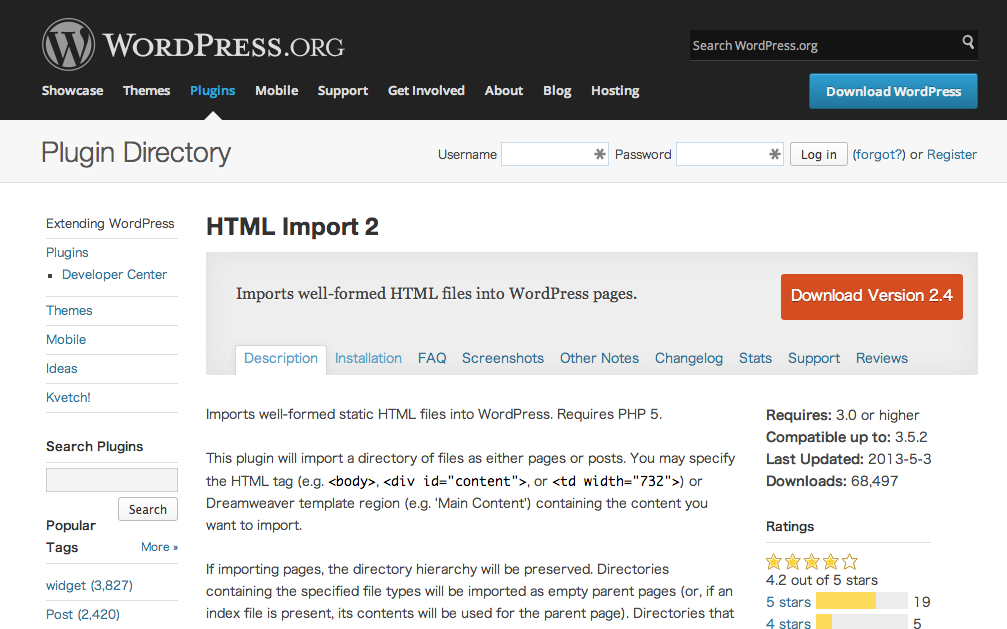 WORDPRESS.ORG
Search WordPress.org
Showcase Themes Plugins Mobile Support Get Involved About Blog Hosting
Download WordPress
Plugin Directory
Username Password Log in (forgot?) or Register
Extending WordPress
Plugins
Developer Center
Themes
Mobile
Ideas
Kvetch!
Search Plugins
Search
Popular
Tags
More »
widget (3,827)
Post (2,420)
HTML Import 2
Imports well-formed HTML files into WordPress pages.
Download Version 2.4
Description Installation FAQ Screenshots Other Notes Changelog Stats Support Reviews
Imports well-formed static HTML files into WordPress. Requires PHP 5.
This plugin will import a directory of files as either pages or posts. You may specify
the HTML tag (e.g. <body>, <div id="content">, or <td width="732">) or
Dreamweaver template region (e.g. 'Main Content') containing the content you
want to import.
If importing pages, the directory hierarchy will be preserved. Directories
containing the specified file types will be imported as empty parent pages (or, if an
index file is present, its contents will be used for the parent page). Directories that
Requires: 3.0 or higher
Compatible up to: 3.5.2
Last Updated: 2013-5-3
Downloads: 68,497
Ratings
4.2 out of 5 stars
5 stars 19
4 stars 5